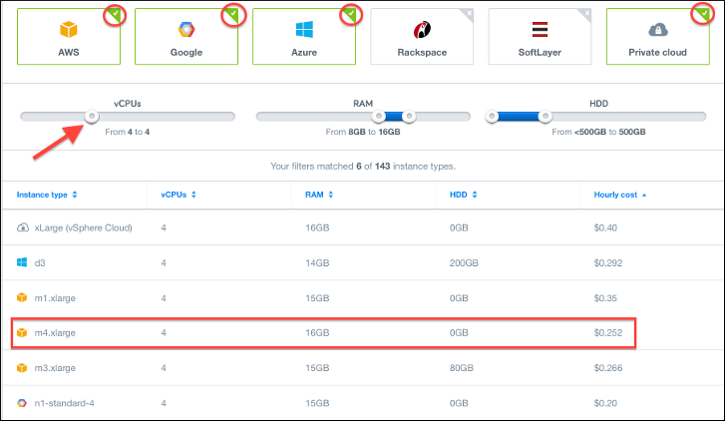 AWS Google Azure Rackspace SoftLayer Private cloud
vCPUs RAM HDD
From 4 to 4 From 8GB to 16GB From <500GB to 500GB
Your filters matched 6 of 143 instance types.
Instance type vCPUs RAM HDD Hourly cost
xLarge (vSphere Cloud) 4 16GB 0GB $0.40
d3 4 14GB 200GB $0.292
m1.xlarge 4 15GB 0GB $0.35
m4.xlarge 4 16GB 0GB $0.252
m3.xlarge 4 15GB 80GB $0.266
n1-standard-4 4 15GB 0GB $0.20